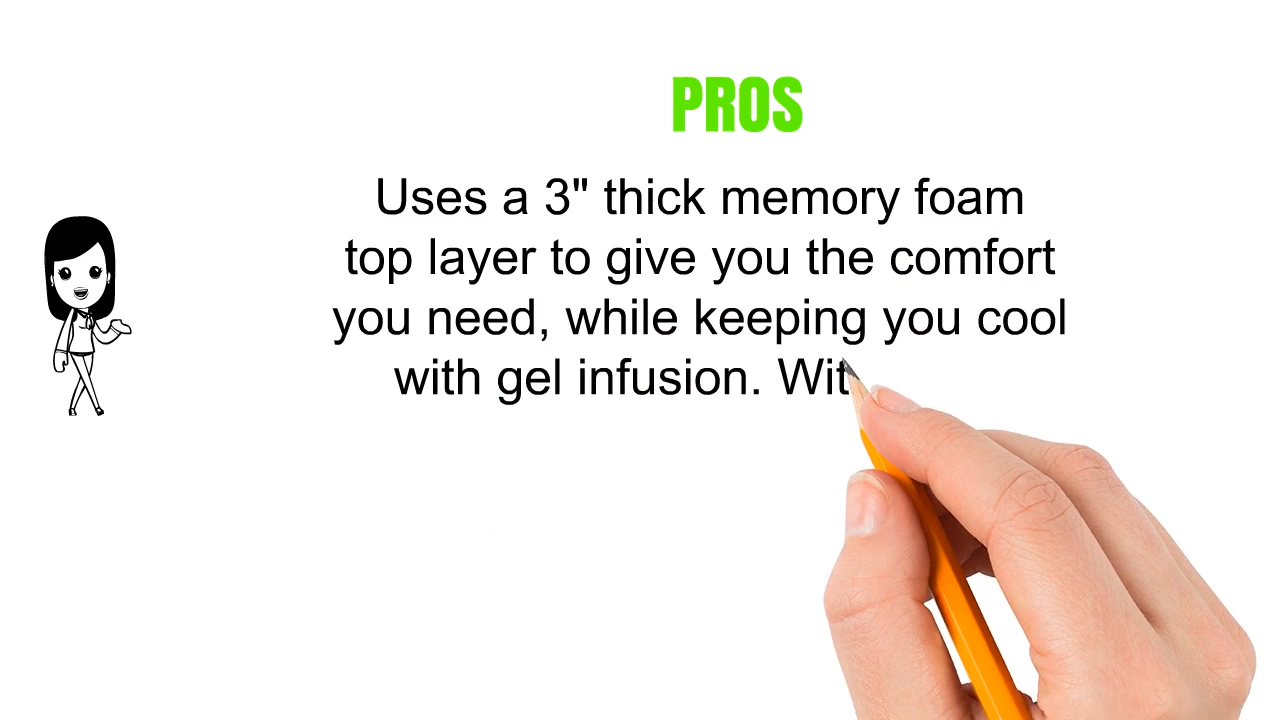 PROS
Uses a 3" thick memory foam
top layer to give you the comfort
you need, while keeping you cool
with gel infusion. Wit